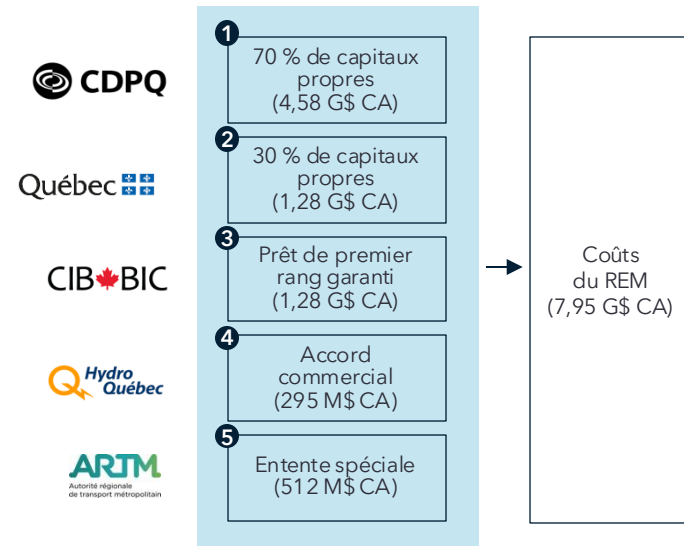 CDPQ
1
70 % de capitaux
propres
(4,58 G$ CA)
Québec
2
30 % de capitaux
propres
(1,28 G$ CA)
CIB BIC
3
Prêt de premier
rang garanti
(1,28 G$ CA)
Hydro
Québec
4
Accord
commercial
(295 M$ CA)
ARTM
Autorité régionale
de transport métropolitain
5
Entente spéciale
(512 M$ CA)
Coûts
du REM
(7,95 G$ CA)